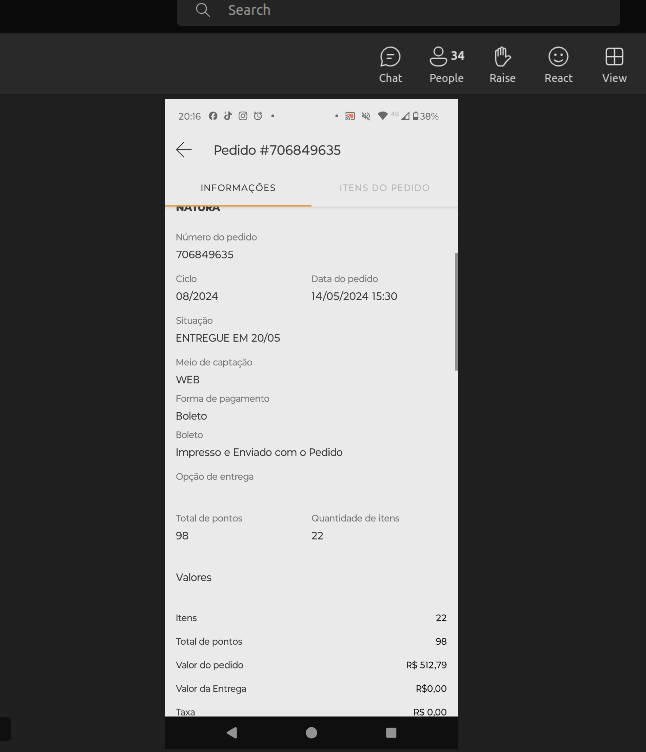 Search
34
Chat People Raise React View
20:16 38%
Pedido #706849635
INFORMAÇÕES ITENS DO PEDIDO
NATURA
Número do pedido
706849635
Ciclo Data do pedido
08/2024 14/05/2024 15:30
Situação
ENTREGUE EM 20/05
Meio de captação
WEB
Forma de pagamento
Boleto
Boleto
Impresso e Enviado com o Pedido
Opção de entrega
Total de pontos Quantidade de itens
98 22
Valores
Itens 22
Total de pontos 98
Valor do pedido R$ 512,79
Valor da Entrega R$0,00
Taxa R$ 0,00